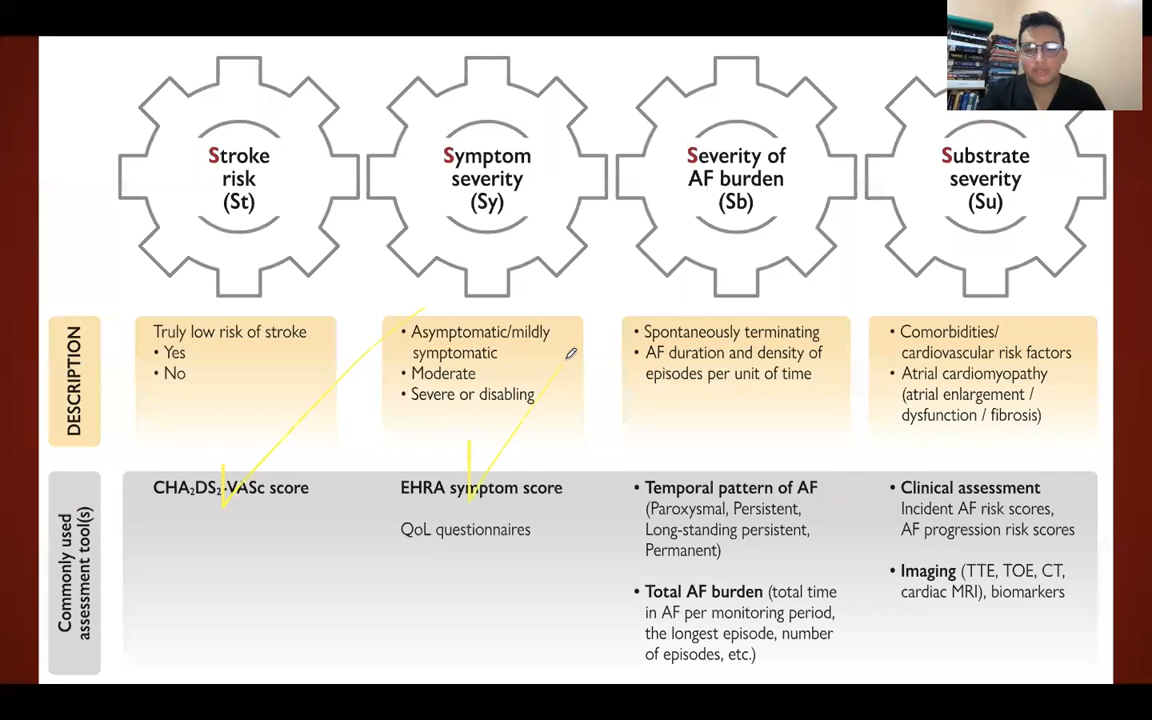 Stroke
risk
(St)
Symptom
severity
(Sy)
Severity of
AF burden
(Sb)
Substrate
severity
(Su)
DESCRIPTION
Truly low risk of stroke
• Yes
• No
• Asymptomatic/mildly
symptomatic
• Moderate
• Severe or disabling
• Spontaneously terminating
• AF duration and density of
episodes per unit of time
• Comorbidities/
cardiovascular risk factors
• Atrial cardiomyopathy
(atrial enlargement /
dysfunction / fibrosis)
Commonly used
assessment tool(s)
CHA₂DS₂-VASc score
EHRA symptom score
QoL questionnaires
• Temporal pattern of AF
(Paroxysmal, Persistent,
Long-standing persistent,
Permanent)
• Total AF burden (total time
in AF per monitoring period,
the longest episode, number
of episodes, etc.)
• Clinical assessment
Incident AF risk scores,
AF progression risk scores
• Imaging (TTE, TOE, CT,
cardiac MRI), biomarkers